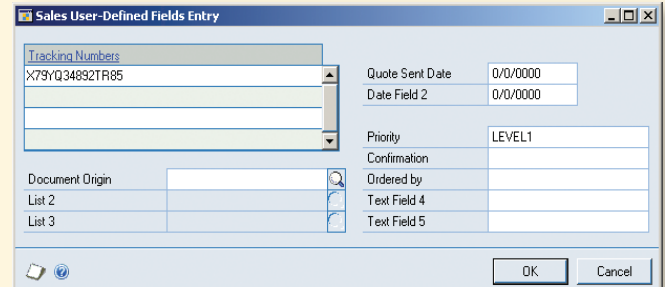 Sales User-Defined Fields Entry
Tracking Numbers
X79YQ34892TR85
Quote Sent Date 0/0/0000
Date Field 2 0/0/0000
Priority LEVEL1
Confirmation
Document Origin
Ordered by
List 2
Text Field 4
List 3
Text Field 5
OK
Cancel